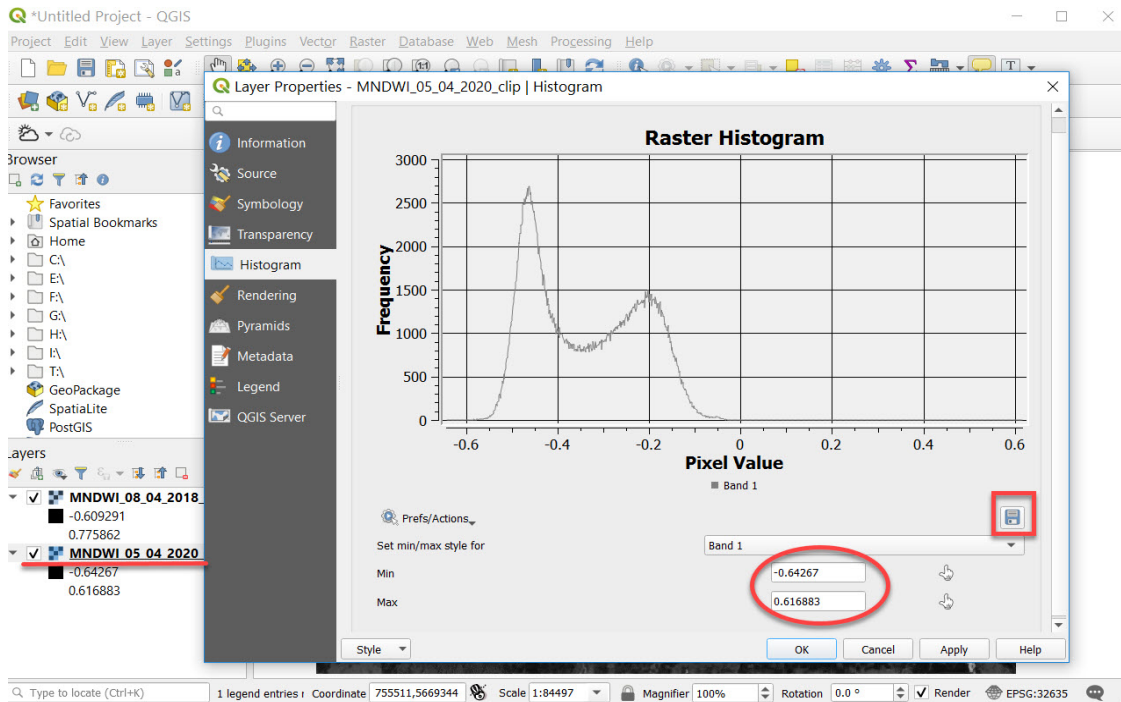 *Untitled Project - QGIS
Project Edit View Layer Settings Plugins Vector Raster Database Web Mesh Processing Help
Layer Properties - MNDWI_05_04_2020_clip | Histogram
Browser
Favorites
Spatial Bookmarks
Home
C:\
E:\
F:\
G:\
H:\
I:\
T:\
GeoPackage
SpatiaLite
PostGIS
Layers
MNDWI_08_04_2018_
-0.609291
0.775862
MNDWI_05_04_2020_
-0.64267
0.616883
Information
Source
Symbology
Transparency
Histogram
Rendering
Pyramids
Metadata
Legend
QGIS Server
Raster Histogram
Frequency
3000
2500
2000
1500
1000
500
0
-0.6 -0.4 -0.2 0 0.2 0.4 0.6
Pixel Value
Band 1
Prefs/Actions
Set min/max style for Band 1
Min -0.64267
Max 0.616883
Style OK Cancel Apply Help
Type to locate (Ctrl+K) 1 legend entries r Coordinate 755511,5669344 Scale 1:84497 Magnifier 100% Rotation 0.0 ° Render EPSG:32635